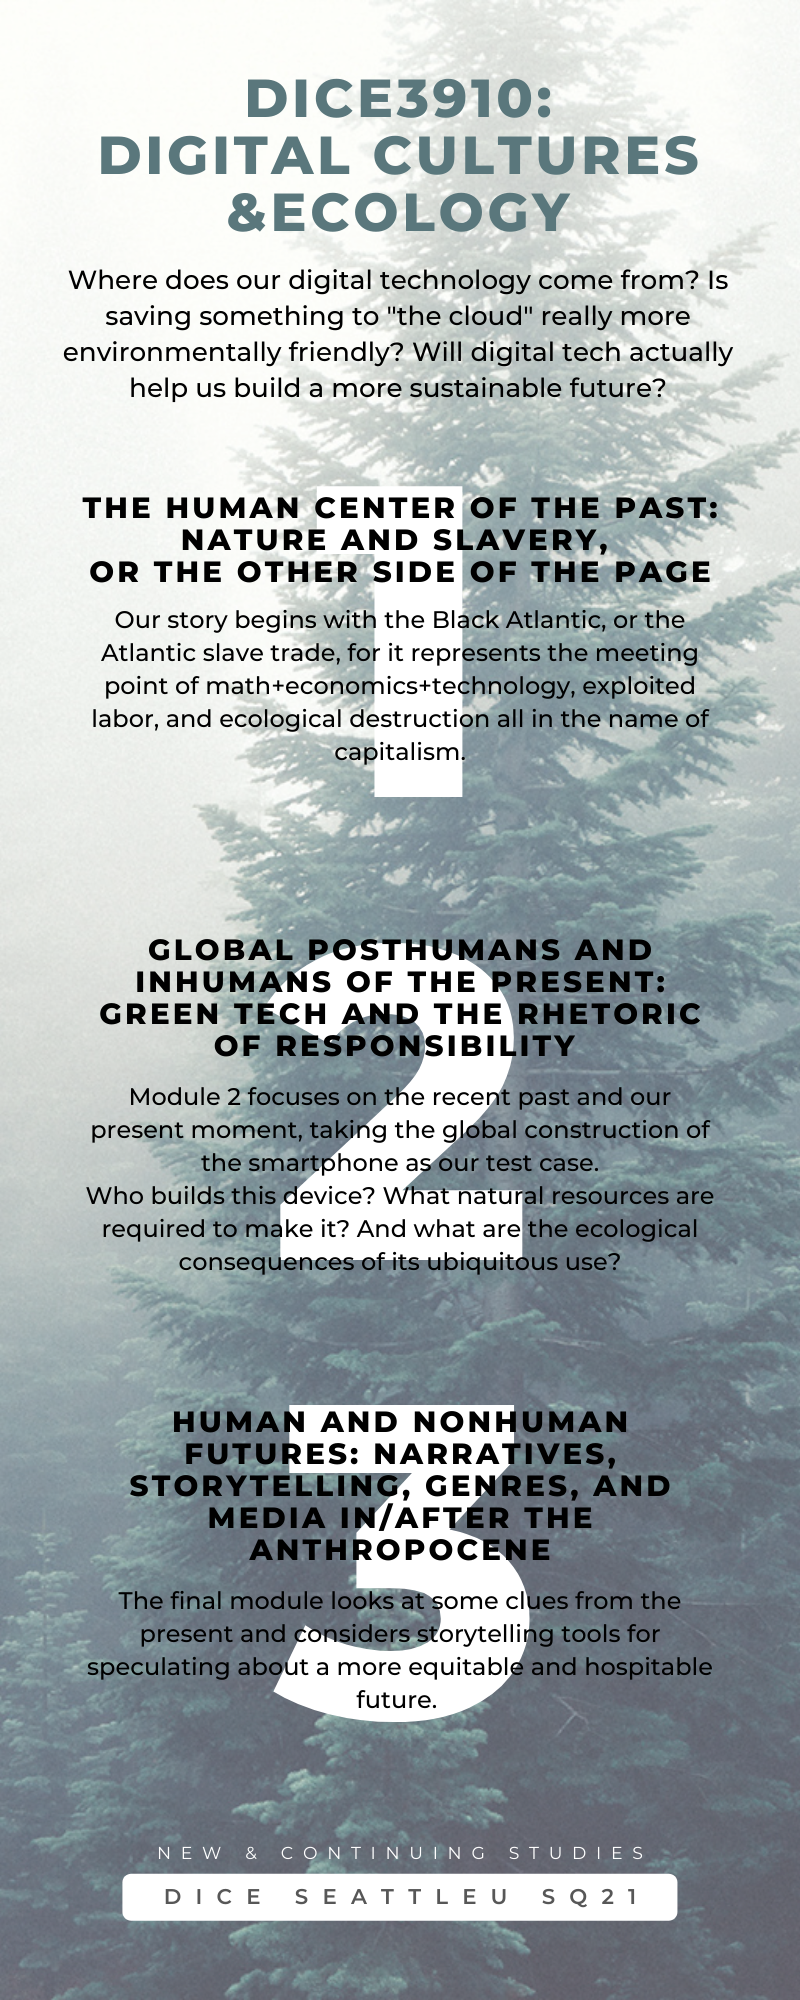 DICE3910:
DIGITAL CULTURES
&ECOLOGY
Where does our digital technology come from? Is
saving something to "the cloud" really more
environmentally friendly? Will digital tech actually
help us build a more sustainable future?
1
THE HUMAN CENTER OF THE PAST:
NATURE AND SLAVERY,
OR THE OTHER SIDE OF THE PAGE
Our story begins with the Black Atlantic, or the
Atlantic slave trade, for it represents the meeting
point of math+economics+technology, exploited
labor, and ecological destruction all in the name of
capitalism.
2
GLOBAL POSTHUMANS AND
INHUMANS OF THE PRESENT:
GREEN TECH AND THE RHETORIC
OF RESPONSIBILITY
Module 2 focuses on the recent past and our
present moment, taking the global construction of
the smartphone as our test case.
Who builds this device? What natural resources are
required to make it? And what are the ecological
consequences of its ubiquitous use?
3
HUMAN AND NONHUMAN
FUTURES: NARRATIVES,
STORYTELLING, GENRES, AND
MEDIA IN/AFTER THE
ANTHROPOCENE
The final module looks at some clues from the
present and considers storytelling tools for
speculating about a more equitable and hospitable
future.
NEW & CONTINUING STUDIES
DICE SEATTLEU SQ21